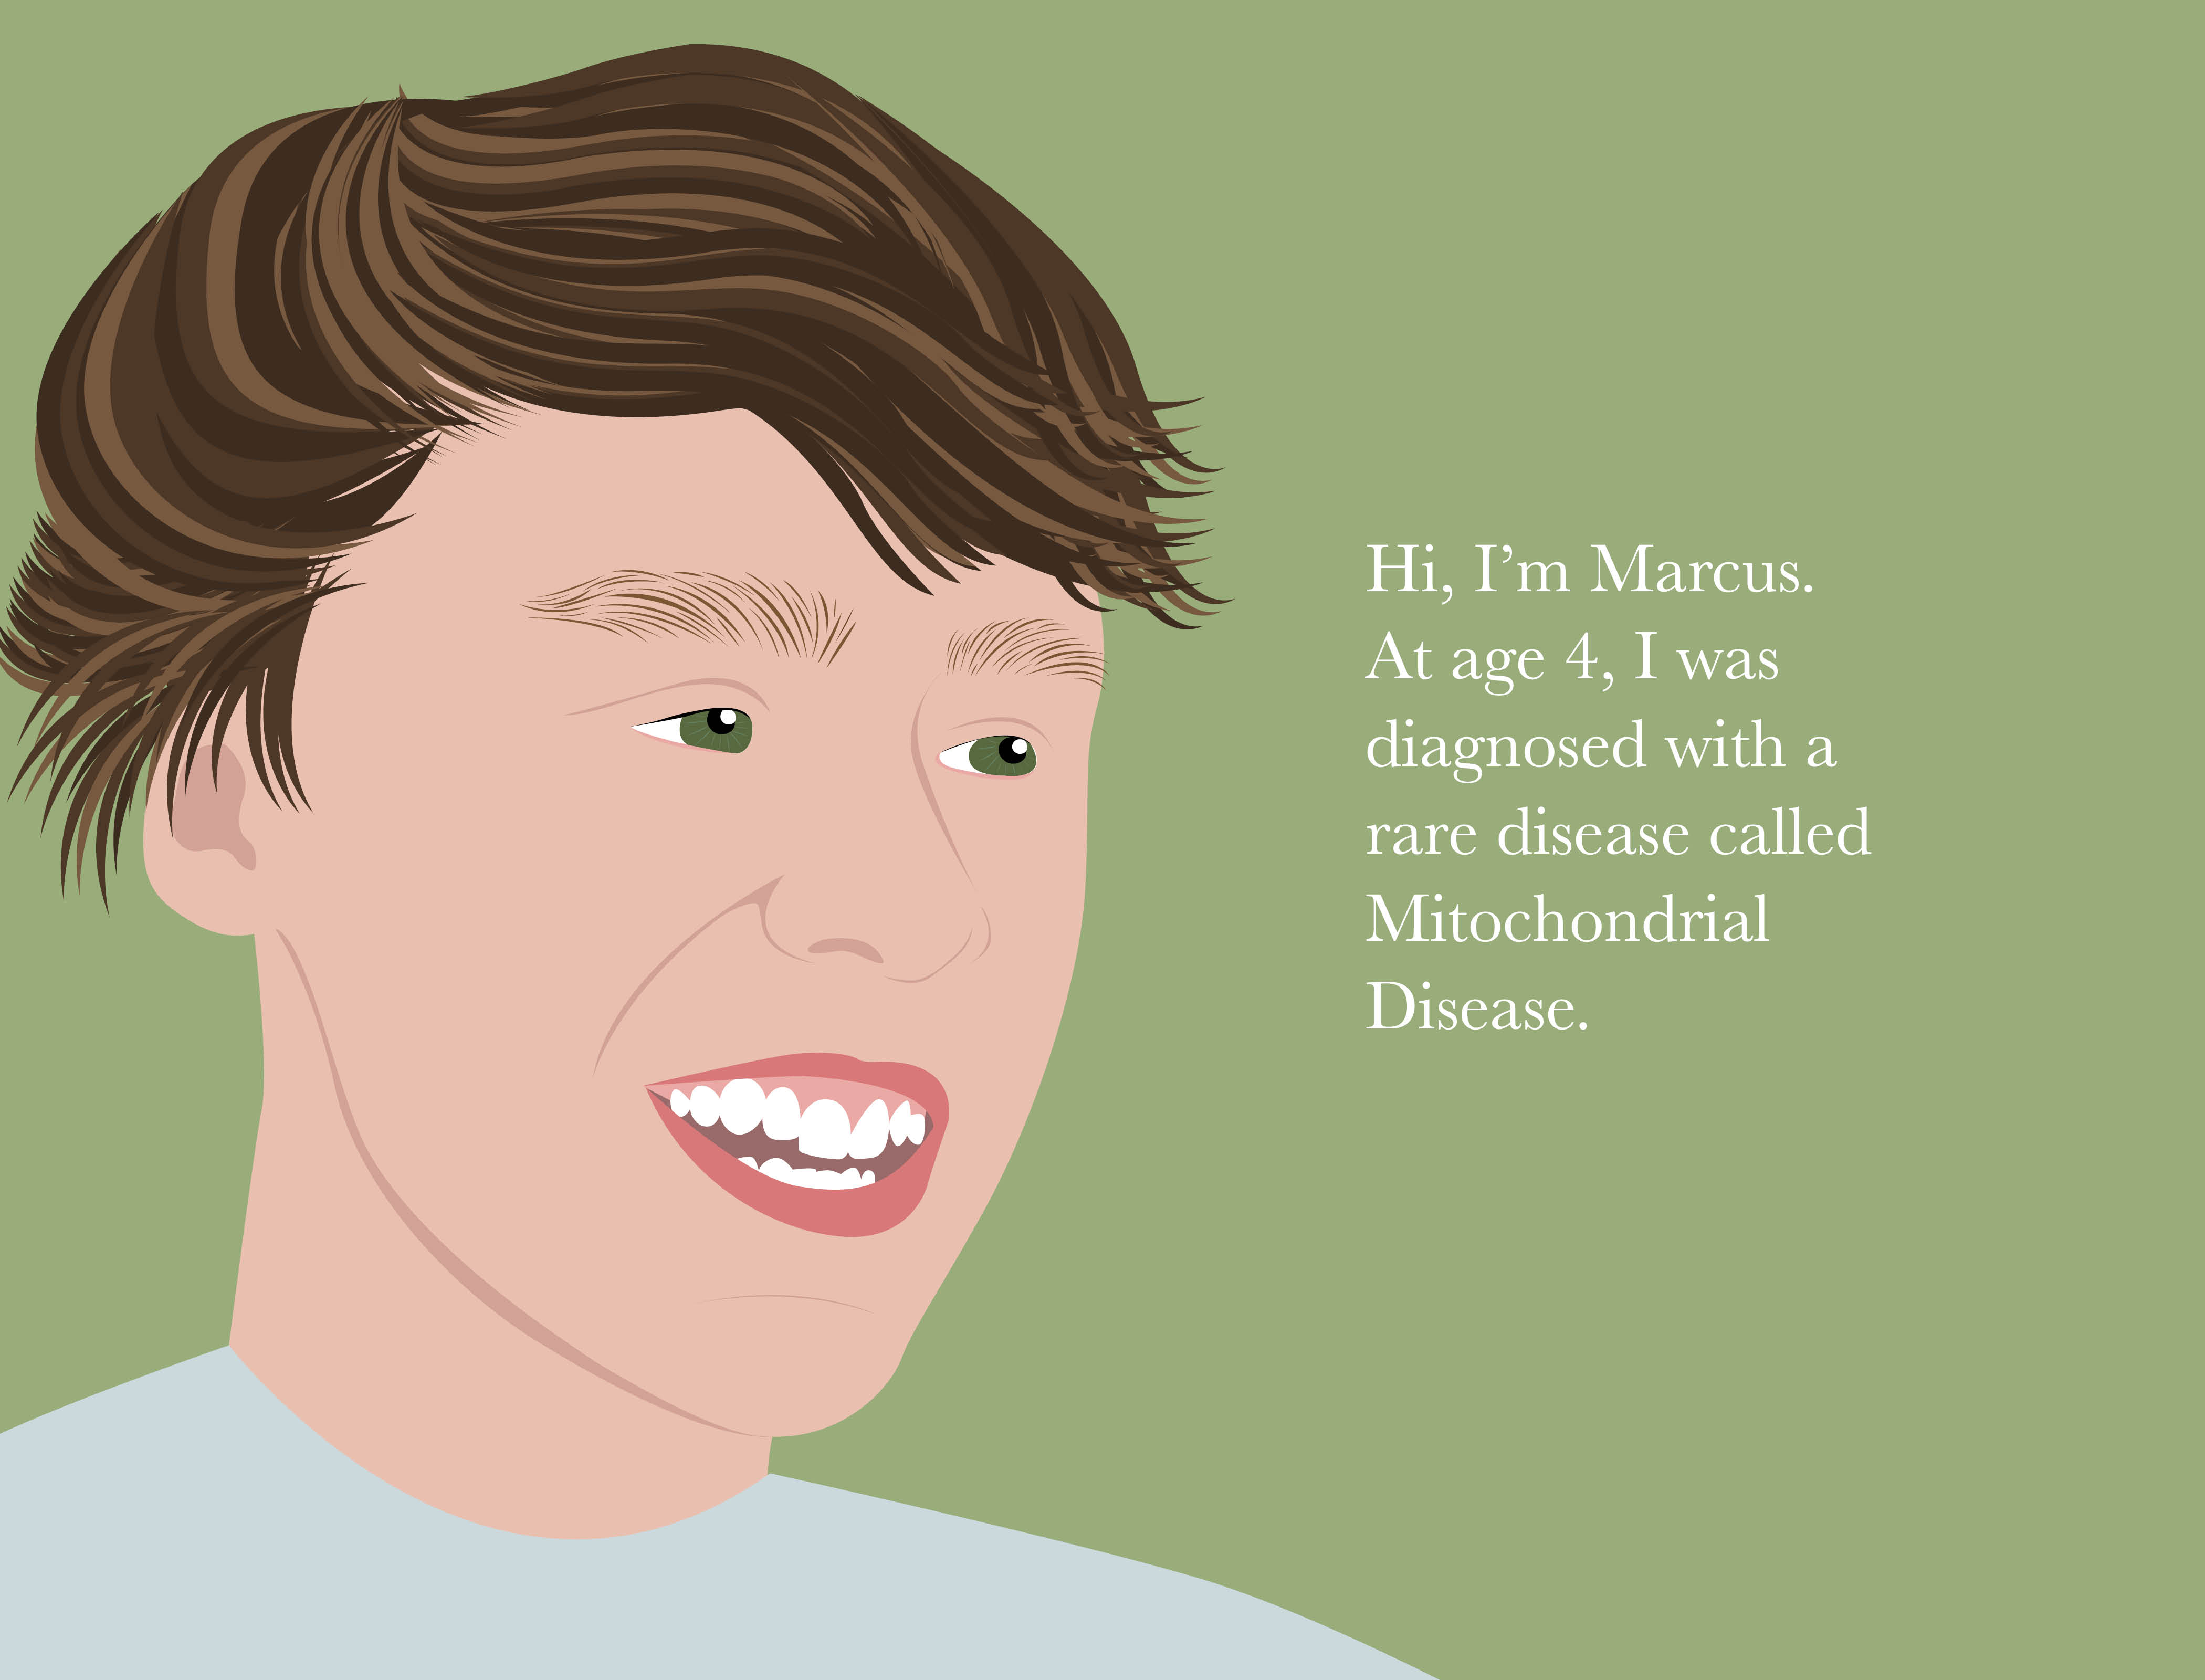 Hi, I’m Marcus.
At age 4, I was
diagnosed with a
rare disease called
Mitochondrial
Disease.